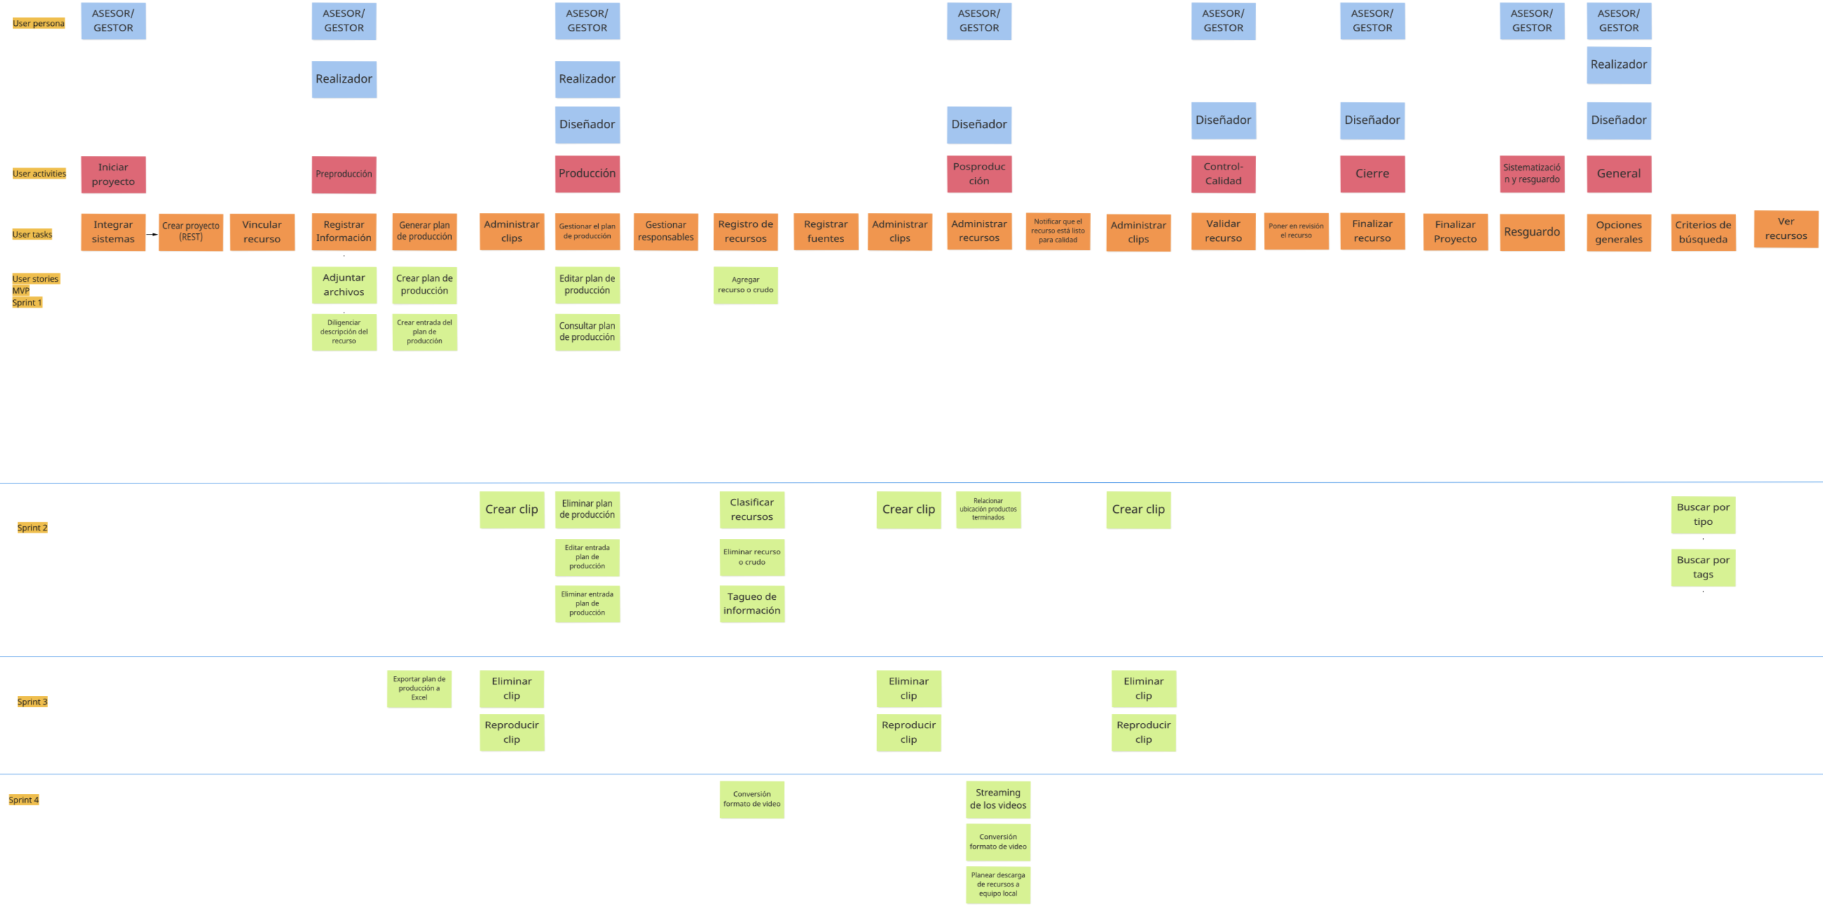 User persona
ASESOR/
GESTOR
ASESOR/
GESTOR
ASESOR/
GESTOR
ASESOR/
GESTOR
ASESOR/
GESTOR
ASESOR/
GESTOR
ASESOR/
GESTOR
ASESOR/
GESTOR
Realizador
Realizador
Realizador
Diseñador
Diseñador
Diseñador
Diseñador
Diseñador
User activities
Iniciar
proyecto
Preproducción
Producción
Posproduc
ción
Control-
Calidad
Cierre
Sistematizació
n y resguardo
General
User tasks
Integrar
sistemas
Crear proyecto
(REST)
Vincular
recurso
Registrar
Información
Generar plan
de producción
Administrar
clips
Gestionar el plan
de producción
Gestionar
responsables
Registro de
recursos
Registrar
fuentes
Administrar
clips
Administrar
recursos
Notificar que el
recurso está listo
para calidad
Administrar
clips
Validar
recurso
Poner en revisión
el recurso
Finalizar
recurso
Finalizar
Proyecto
Resguardo
Opciones
generales
Criterios de
búsqueda
Ver
recursos
User stories
MVP
Sprint 1
Adjuntar
archivos
Crear plan de
producción
Editar plan de
producción
Agregar
recurso o crudo
Diligenciar
descripción del
recurso
Crear entrada del
plan de
producción
Consultar plan
de producción
Sprint 2
Crear clip
Eliminar plan
de producción
Clasificar
recursos
Crear clip
Relacionar
ubicación productos
terminados
Crear clip
Buscar por
tipo
Editar entrada
plan de
producción
Eliminar recurso
o crudo
Buscar por
tags
Eliminar entrada
plan de
producción
Tagueo de
información
Sprint 3
Exportar plan de
producción a
Excel
Eliminar
clip
Eliminar
clip
Eliminar
clip
Reproducir
clip
Reproducir
clip
Reproducir
clip
Sprint 4
Conversión
formato de video
Streaming
de los videos
Conversión
formato de video
Planear descarga
de recursos a
equipo local